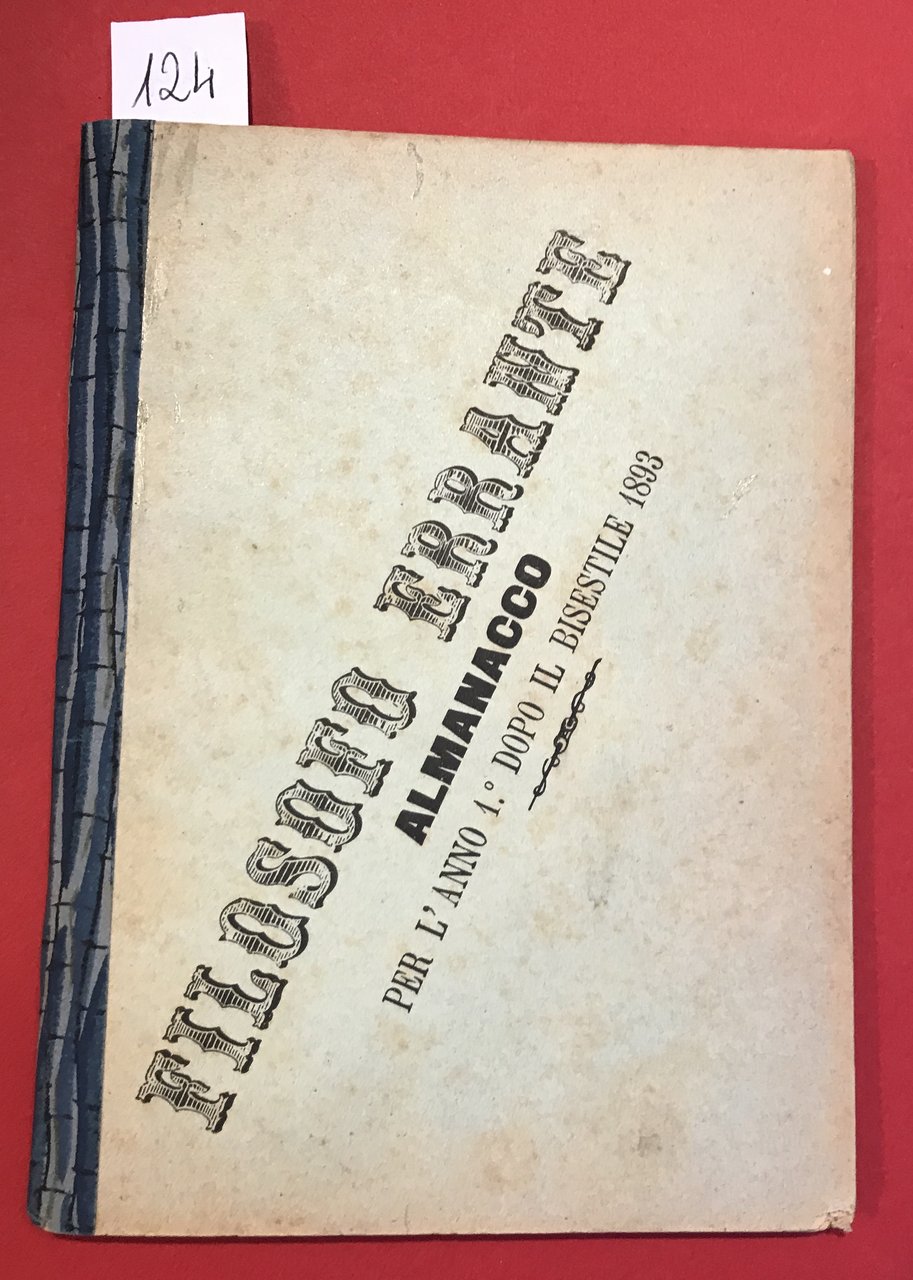 124
FILOSOFO ERRANTE
ALMANACCO
PER L'ANNO 1.° DOPO IL BISESTILE 1893